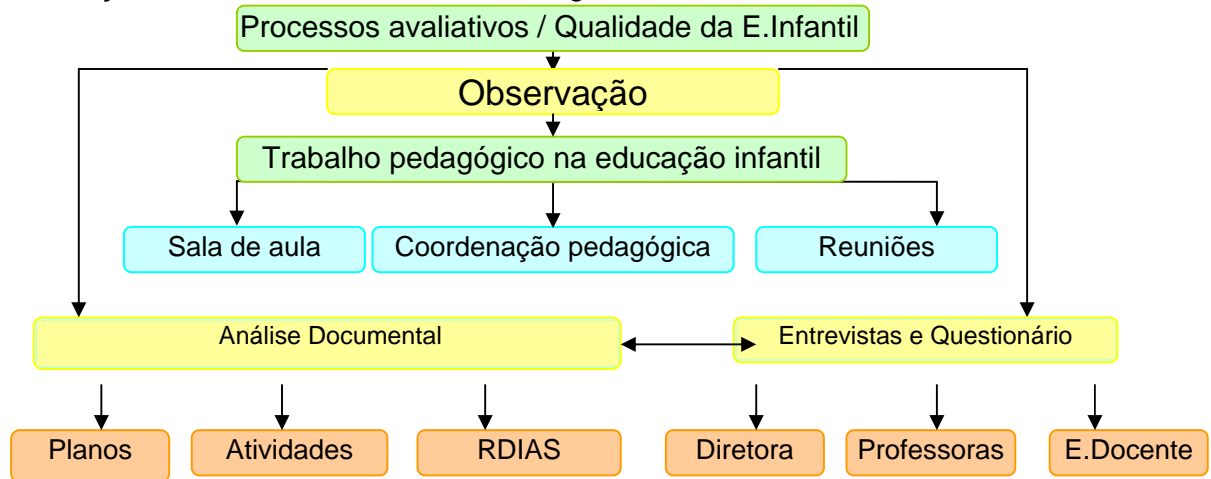 Processos avaliativos / Qualidade da E.Infantil
Observação
Trabalho pedagógico na educação infantil
Sala de aula
Coordenação pedagógica
Reuniões
Análise Documental
Entrevistas e Questionário
Planos
Atividades
RDIAS
Diretora
Professoras
E.Docente